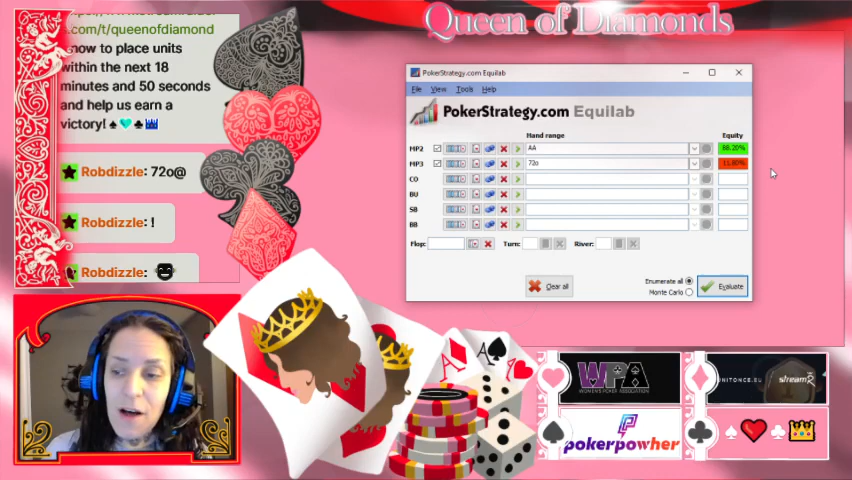 Queen of Diamonds
.com/t/queenofdiamond
now to place units
within the next 18
minutes and 50 seconds
and help us earn a
victory!
Robdizzle: 72o@
Robdizzle: !
Robdizzle:
PokerStrategy.com Equilab
File View Tools Help
PokerStrategy.com Equilab
Hand range Equity
MP2 AA 88.20%
MP3 72o 11.80%
CO
BU
SB
BB
Flop: Turn: River:
Clear all
Enumerate all
Monte Carlo
Evaluate
A A A
WPA
WOMEN'S POKER ASSOCIATION
streamR
pokerpowher